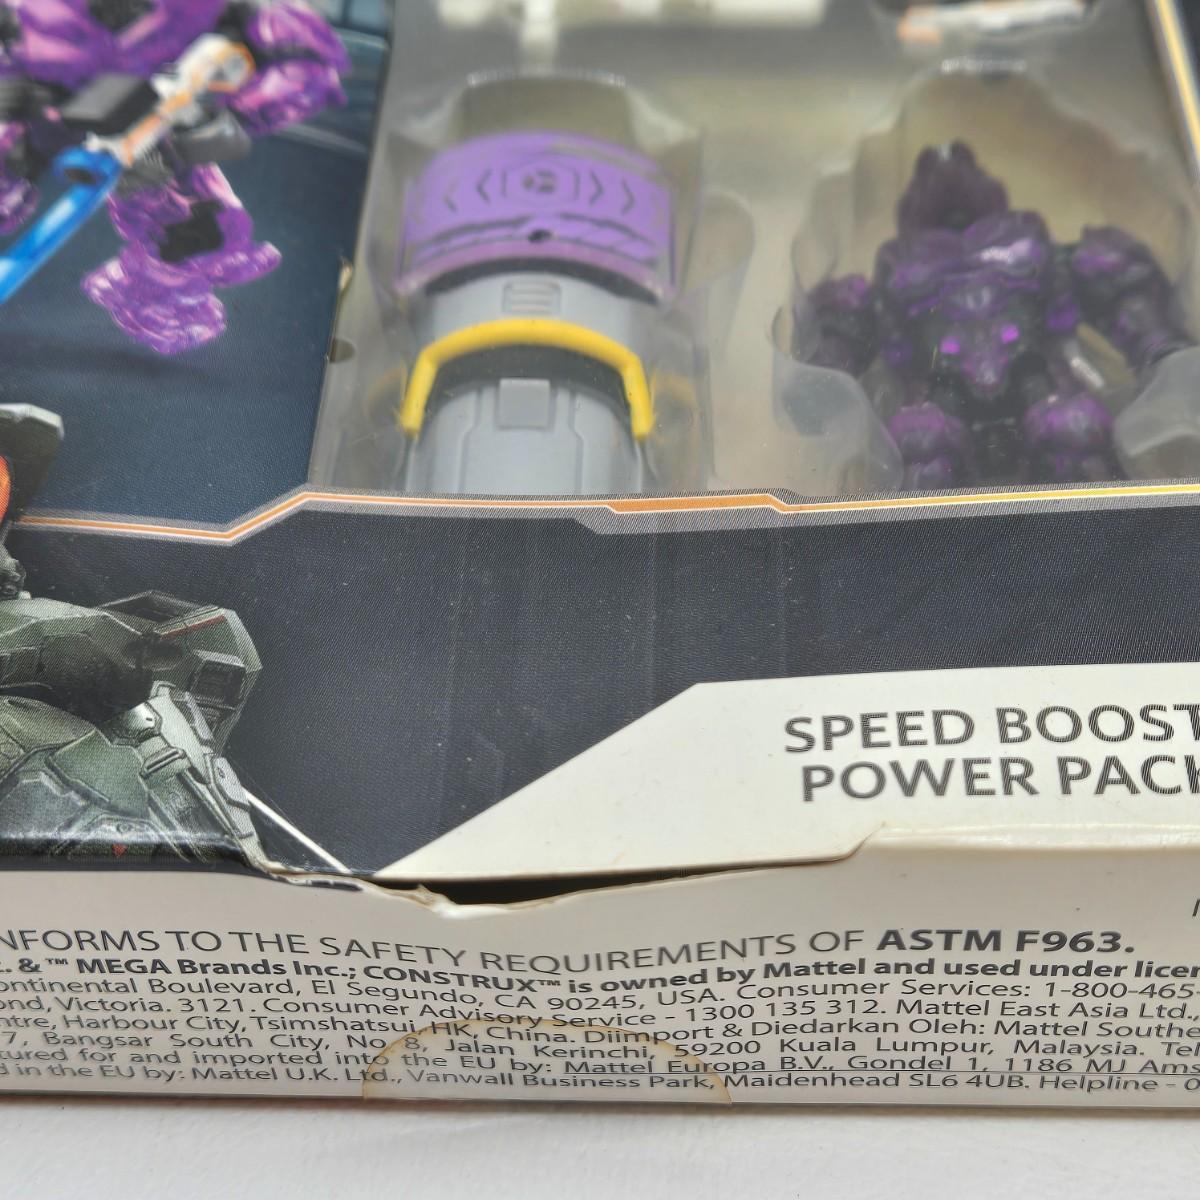 SPEED BOOST
POWER PACK
NFORMS TO THE SAFETY REQUIREMENTS OF ASTM F963.
. & ™ MEGA Brands Inc.; CONSTRUX™ is owned by Mattel and used under licen
ontinental Boulevard, El Segundo, CA 90245, USA. Consumer Services: 1-800-465-
ond, Victoria. 3121. Consumer Advisory Service - 1300 135 312. Mattel East Asia Ltd.,
ntre, Harbour City, Tsimshatsui, HK, China. Diimport & Diedarkan Oleh: Mattel Southe
7, Bangsar South City, No 8, Jalan Kerinchi, 59200 Kuala Lumpur, Malaysia. Tel
tured for and imported into the EU by: Mattel Europa B.V., Gondel 1, 1186 MJ Ams
d in the EU by: Mattel U.K. Ltd., Vanwall Business Park, Maidenhead SL6 4UB. Helpline - 0